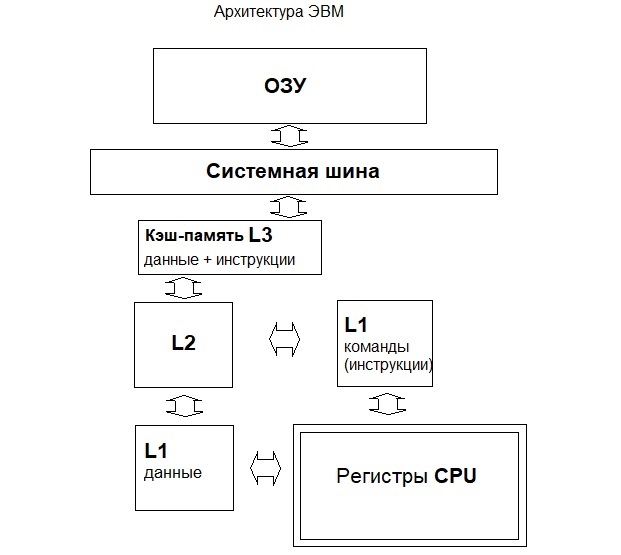 Архитектура ЭВМ
ОЗУ
Системная шина
Кэш-память L3
данные + инструкции
L2
L1
команды
(инструкции)
L1
данные
Регистры CPU